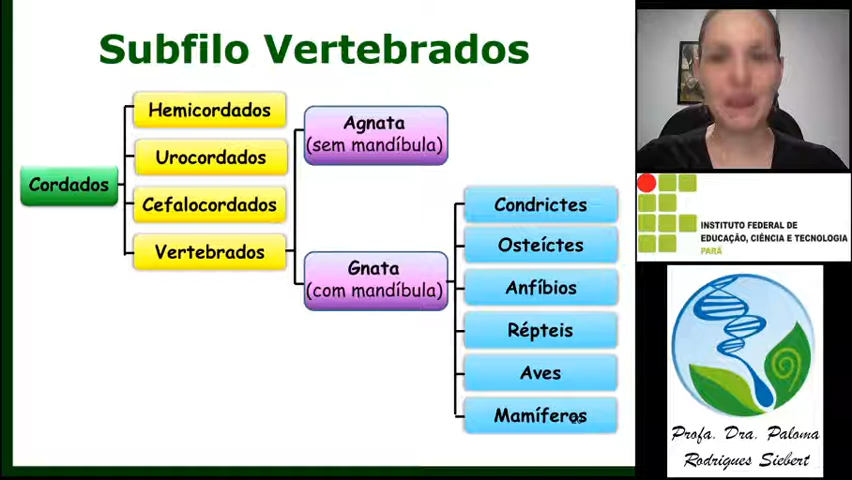 Subfilo Vertebrados
Cordados
Hemicordados
Urocordados
Cefalocordados
Vertebrados
Agnata
(sem mandíbula)
Gnata
(com mandíbula)
Condrictes
Osteíctes
Anfíbios
Répteis
Aves
Mamíferos
INSTITUTO FEDERAL DE
EDUCAÇÃO, CIÊNCIA E TECNOLOGIA
PARÁ
Profa. Dra. Paloma
Rodrigues Siebert